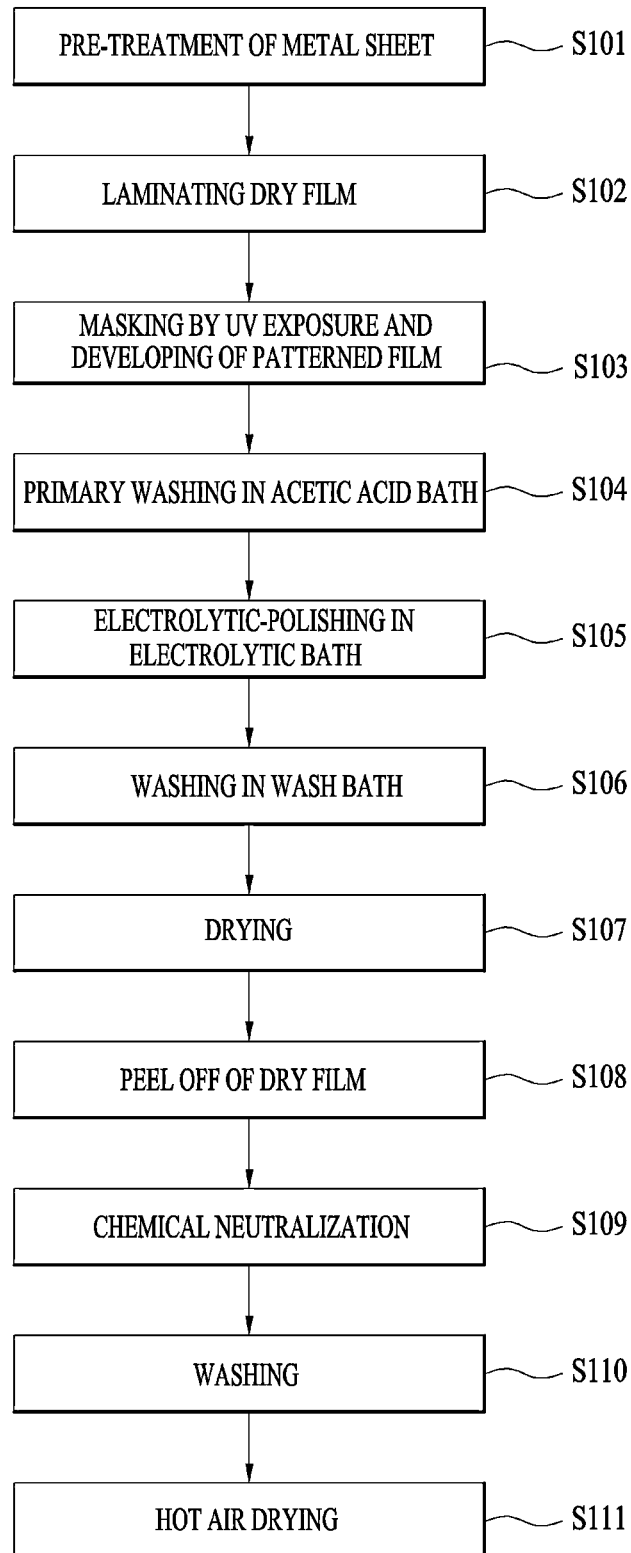 PRE-TREATMENT OF METAL SHEET
S101
LAMINATING DRY FILM
S102
MASKING BY UV EXPOSURE AND
DEVELOPING OF PATTERNED FILM
S103
PRIMARY WASHING IN ACETIC ACID BATH
S104
ELECTROLYTIC-POLISHING IN
ELECTROLYTIC BATH
S105
WASHING IN WASH BATH
S106
DRYING
S107
PEEL OFF OF DRY FILM
S108
CHEMICAL NEUTRALIZATION
S109
WASHING
S110
HOT AIR DRYING
S111